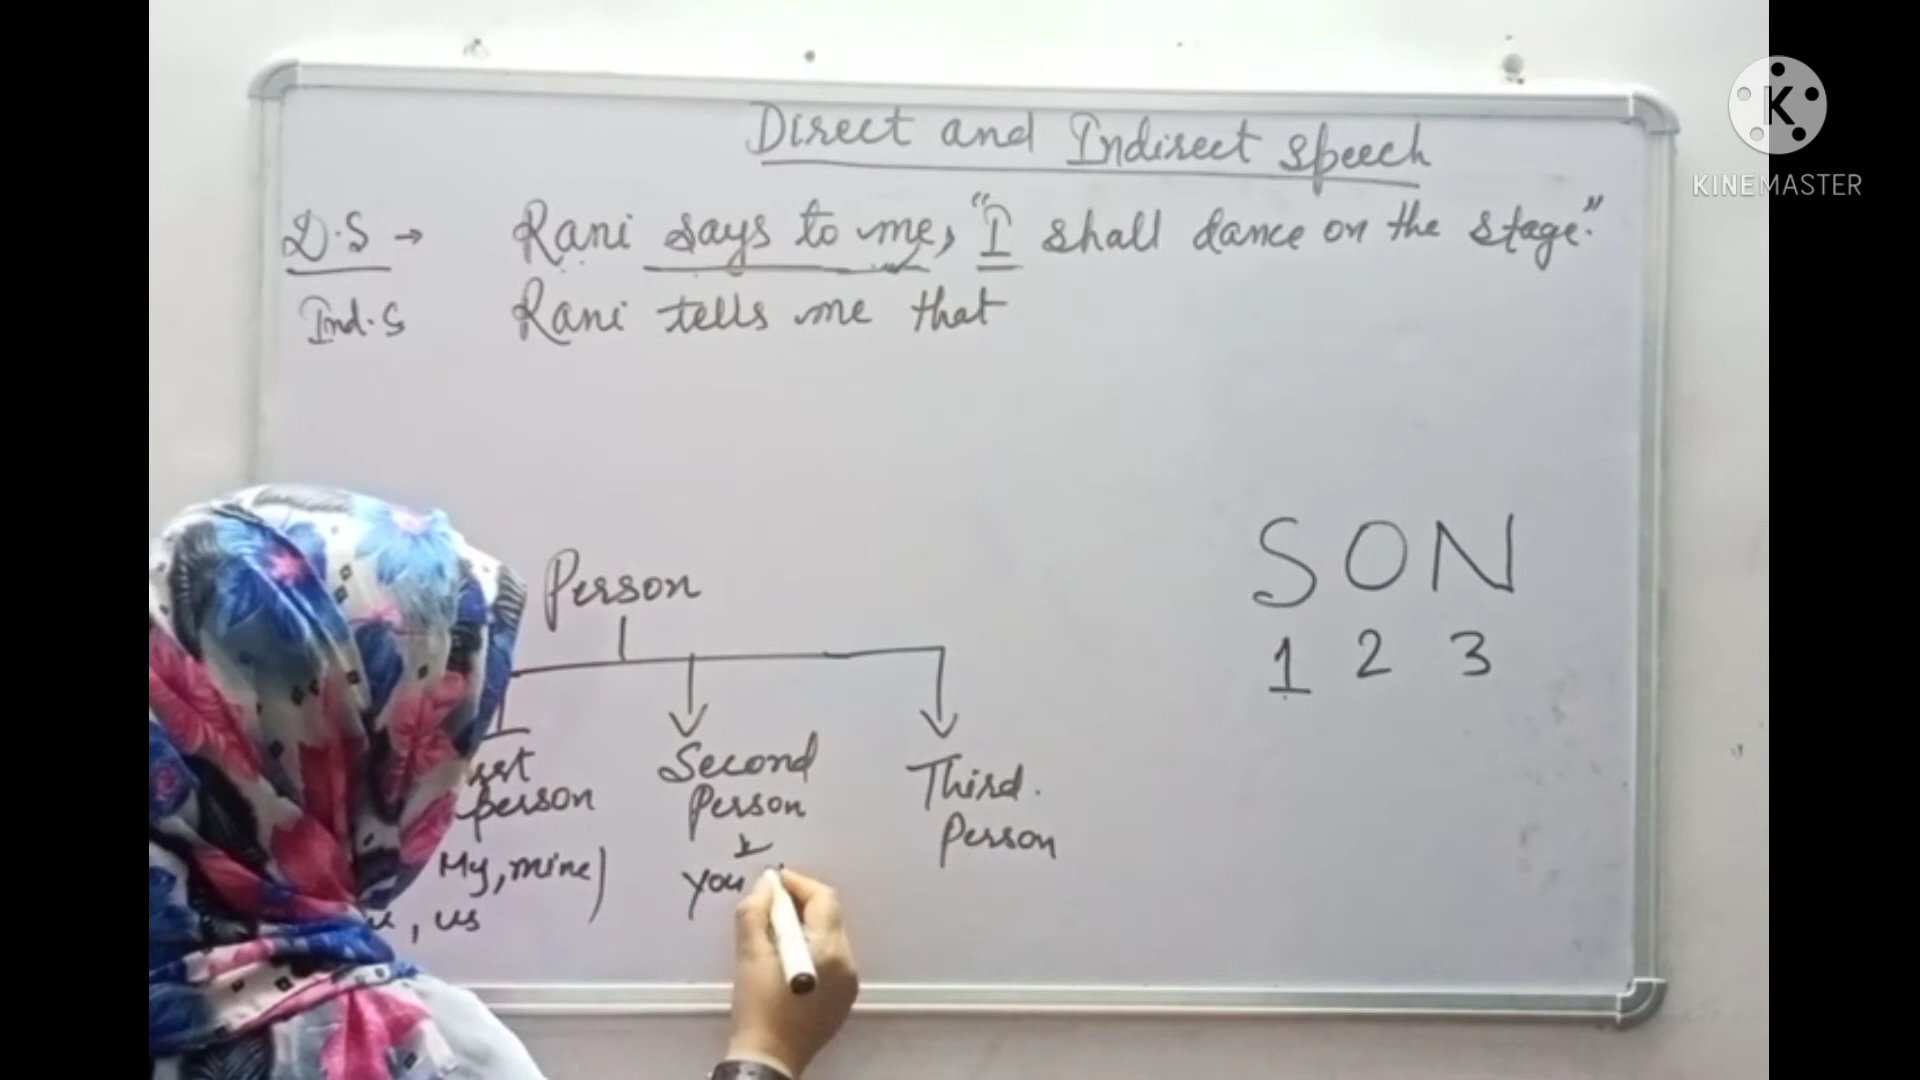 Direct and Indirect speech
D.S → Rani says to me, "I shall dance on the stage."
Ind.S Rani tells me that
SON
1 2 3
Person
person
My, mine)
, us
Second
Person
you
Third.
Person
KINEMASTER